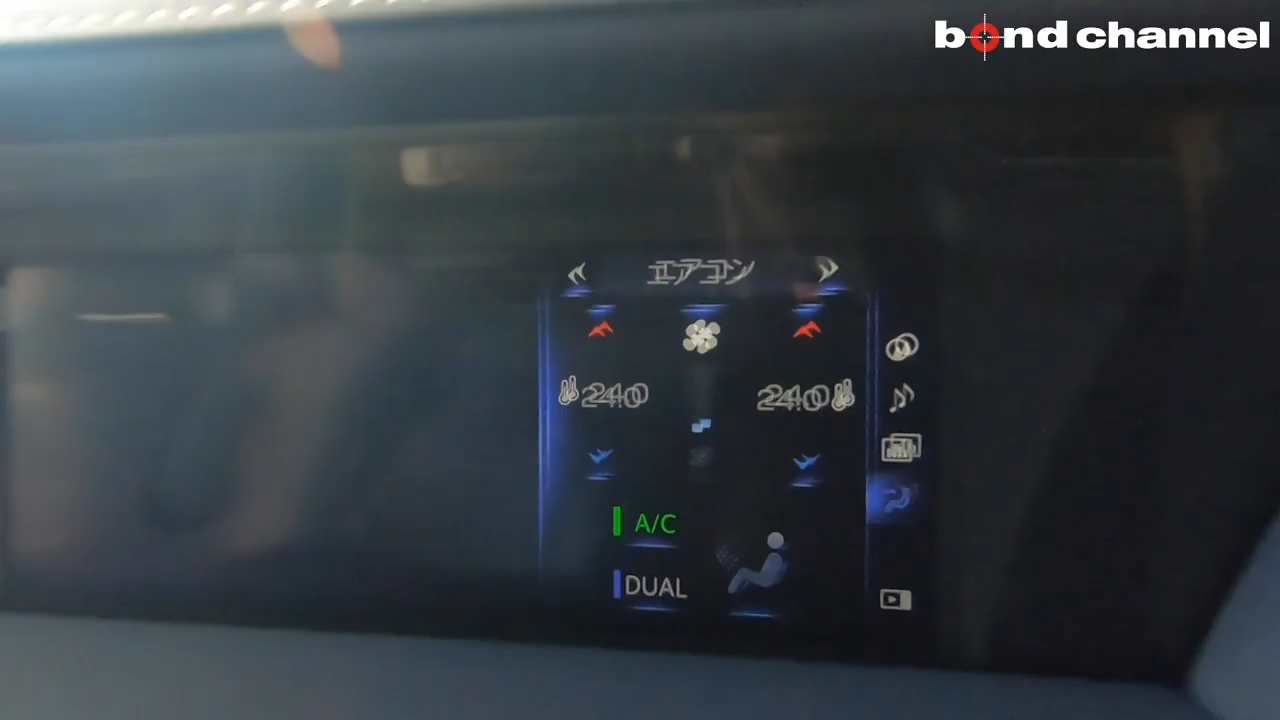 bond channel
エアコン
24.0 24.0
A/C
DUAL